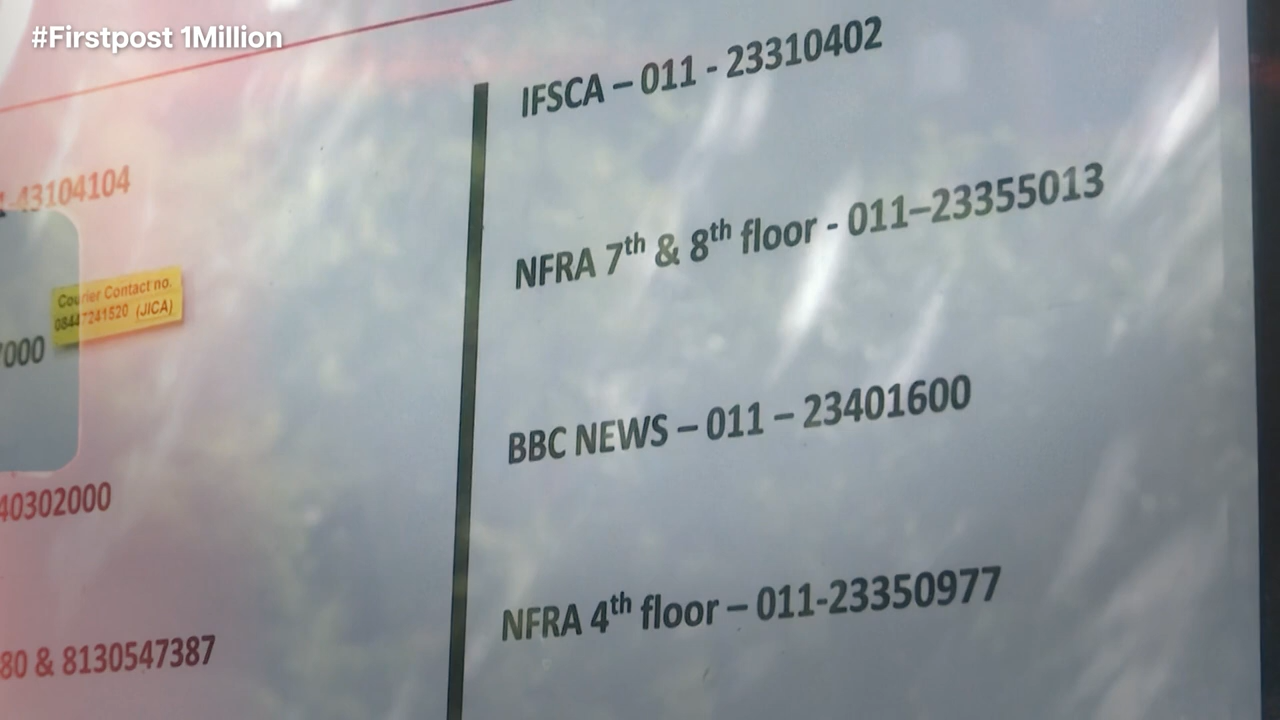 #Firstpost 1Million
43104104
Courier Contact no.
08447241520 (JICA)
7000
40302000
80 & 8130547387
IFSCA – 011 - 23310402
NFRA 7th & 8th floor - 011–23355013
BBC NEWS – 011 – 23401600
NFRA 4th floor – 011-23350977